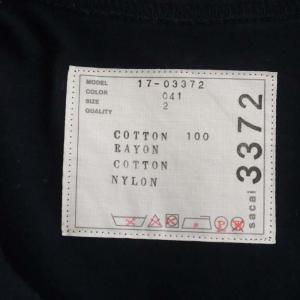 MODEL 17-03372
COLOR 041
SIZE 2
QUALITY
COTTON 100
RAYON
COTTON
NYLON
sacai 3372